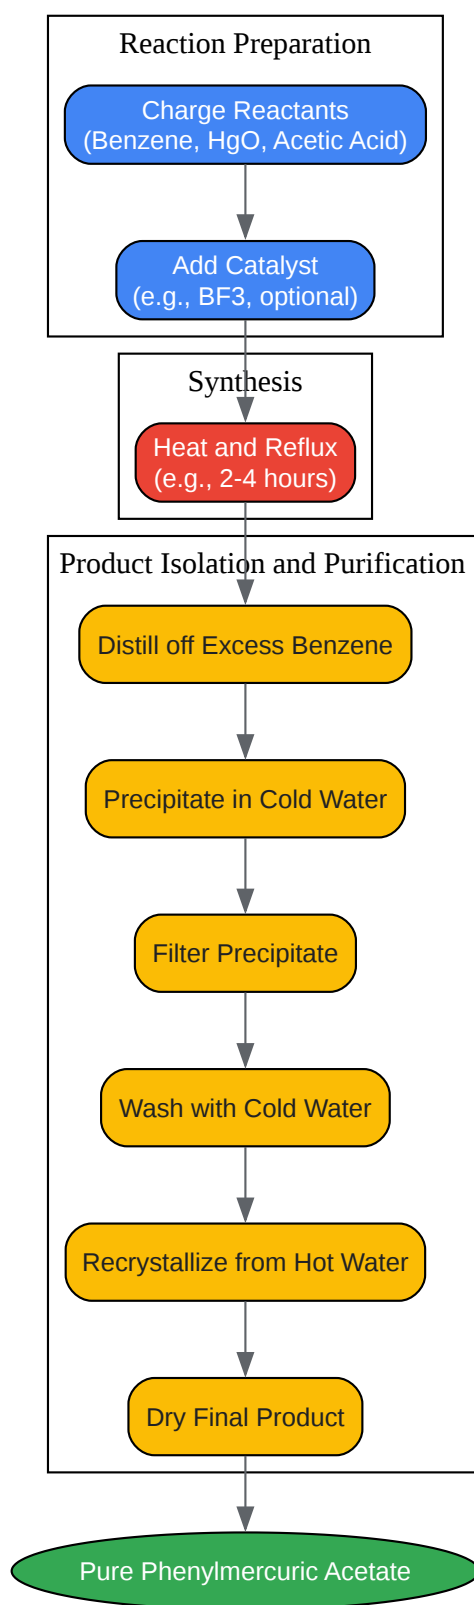 Reaction Preparation
Charge Reactants
(Benzene, HgO, Acetic Acid)
Add Catalyst
(e.g., BF3, optional)
Synthesis
Heat and Reflux
(e.g., 2-4 hours)
Product Isolation and Purification
Distill off Excess Benzene
Precipitate in Cold Water
Filter Precipitate
Wash with Cold Water
Recrystallize from Hot Water
Dry Final Product
Pure Phenylmercuric Acetate